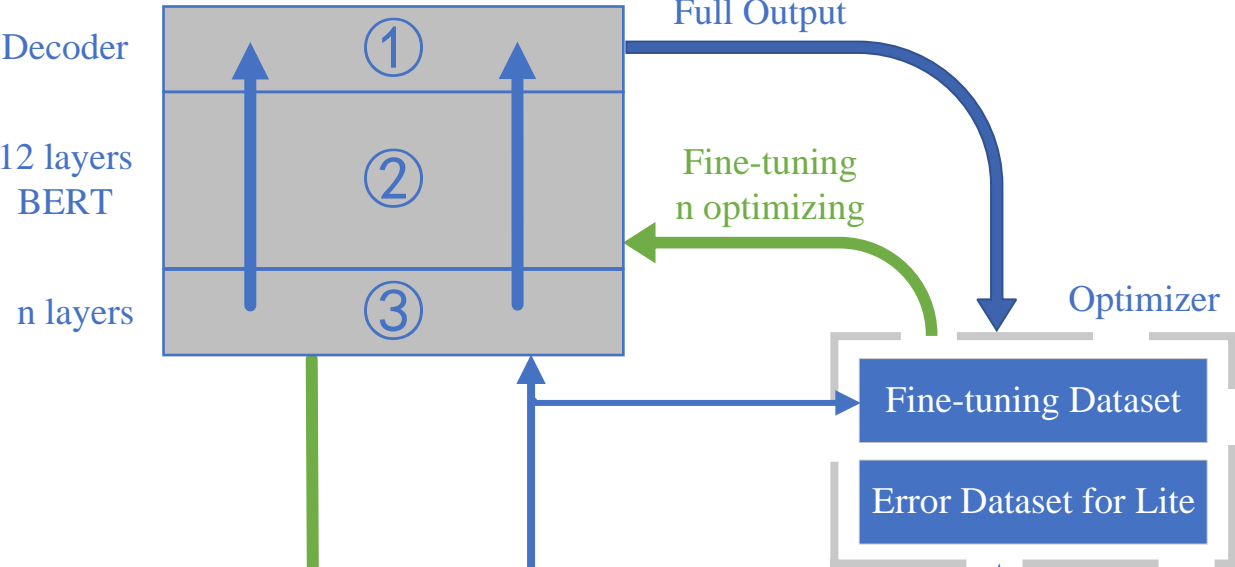 Full Output
Decoder
①
12 layers
BERT
②
Fine-tuning
n optimizing
n layers
③
Optimizer
Fine-tuning Dataset
Error Dataset for Lite